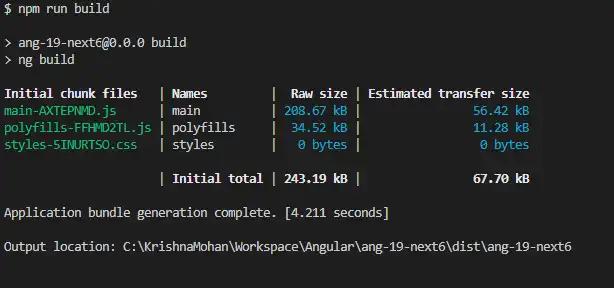 $ npm run build
> ang-19-next6@0.0.0 build
> ng build
Initial chunk files | Names | Raw size | Estimated transfer size
main-AXTEPNMD.js | main | 208.67 kB | 56.42 kB
polyfills-FFHMD2TL.js | polyfills | 34.52 kB | 11.28 kB
styles-5INURTSO.css | styles | 0 bytes | 0 bytes
| Initial total | 243.19 kB | 67.70 kB
Application bundle generation complete. [4.211 seconds]
Output location: C:\KrishnaMohan\Workspace\Angular\ang-19-next6\dist\ang-19-next6